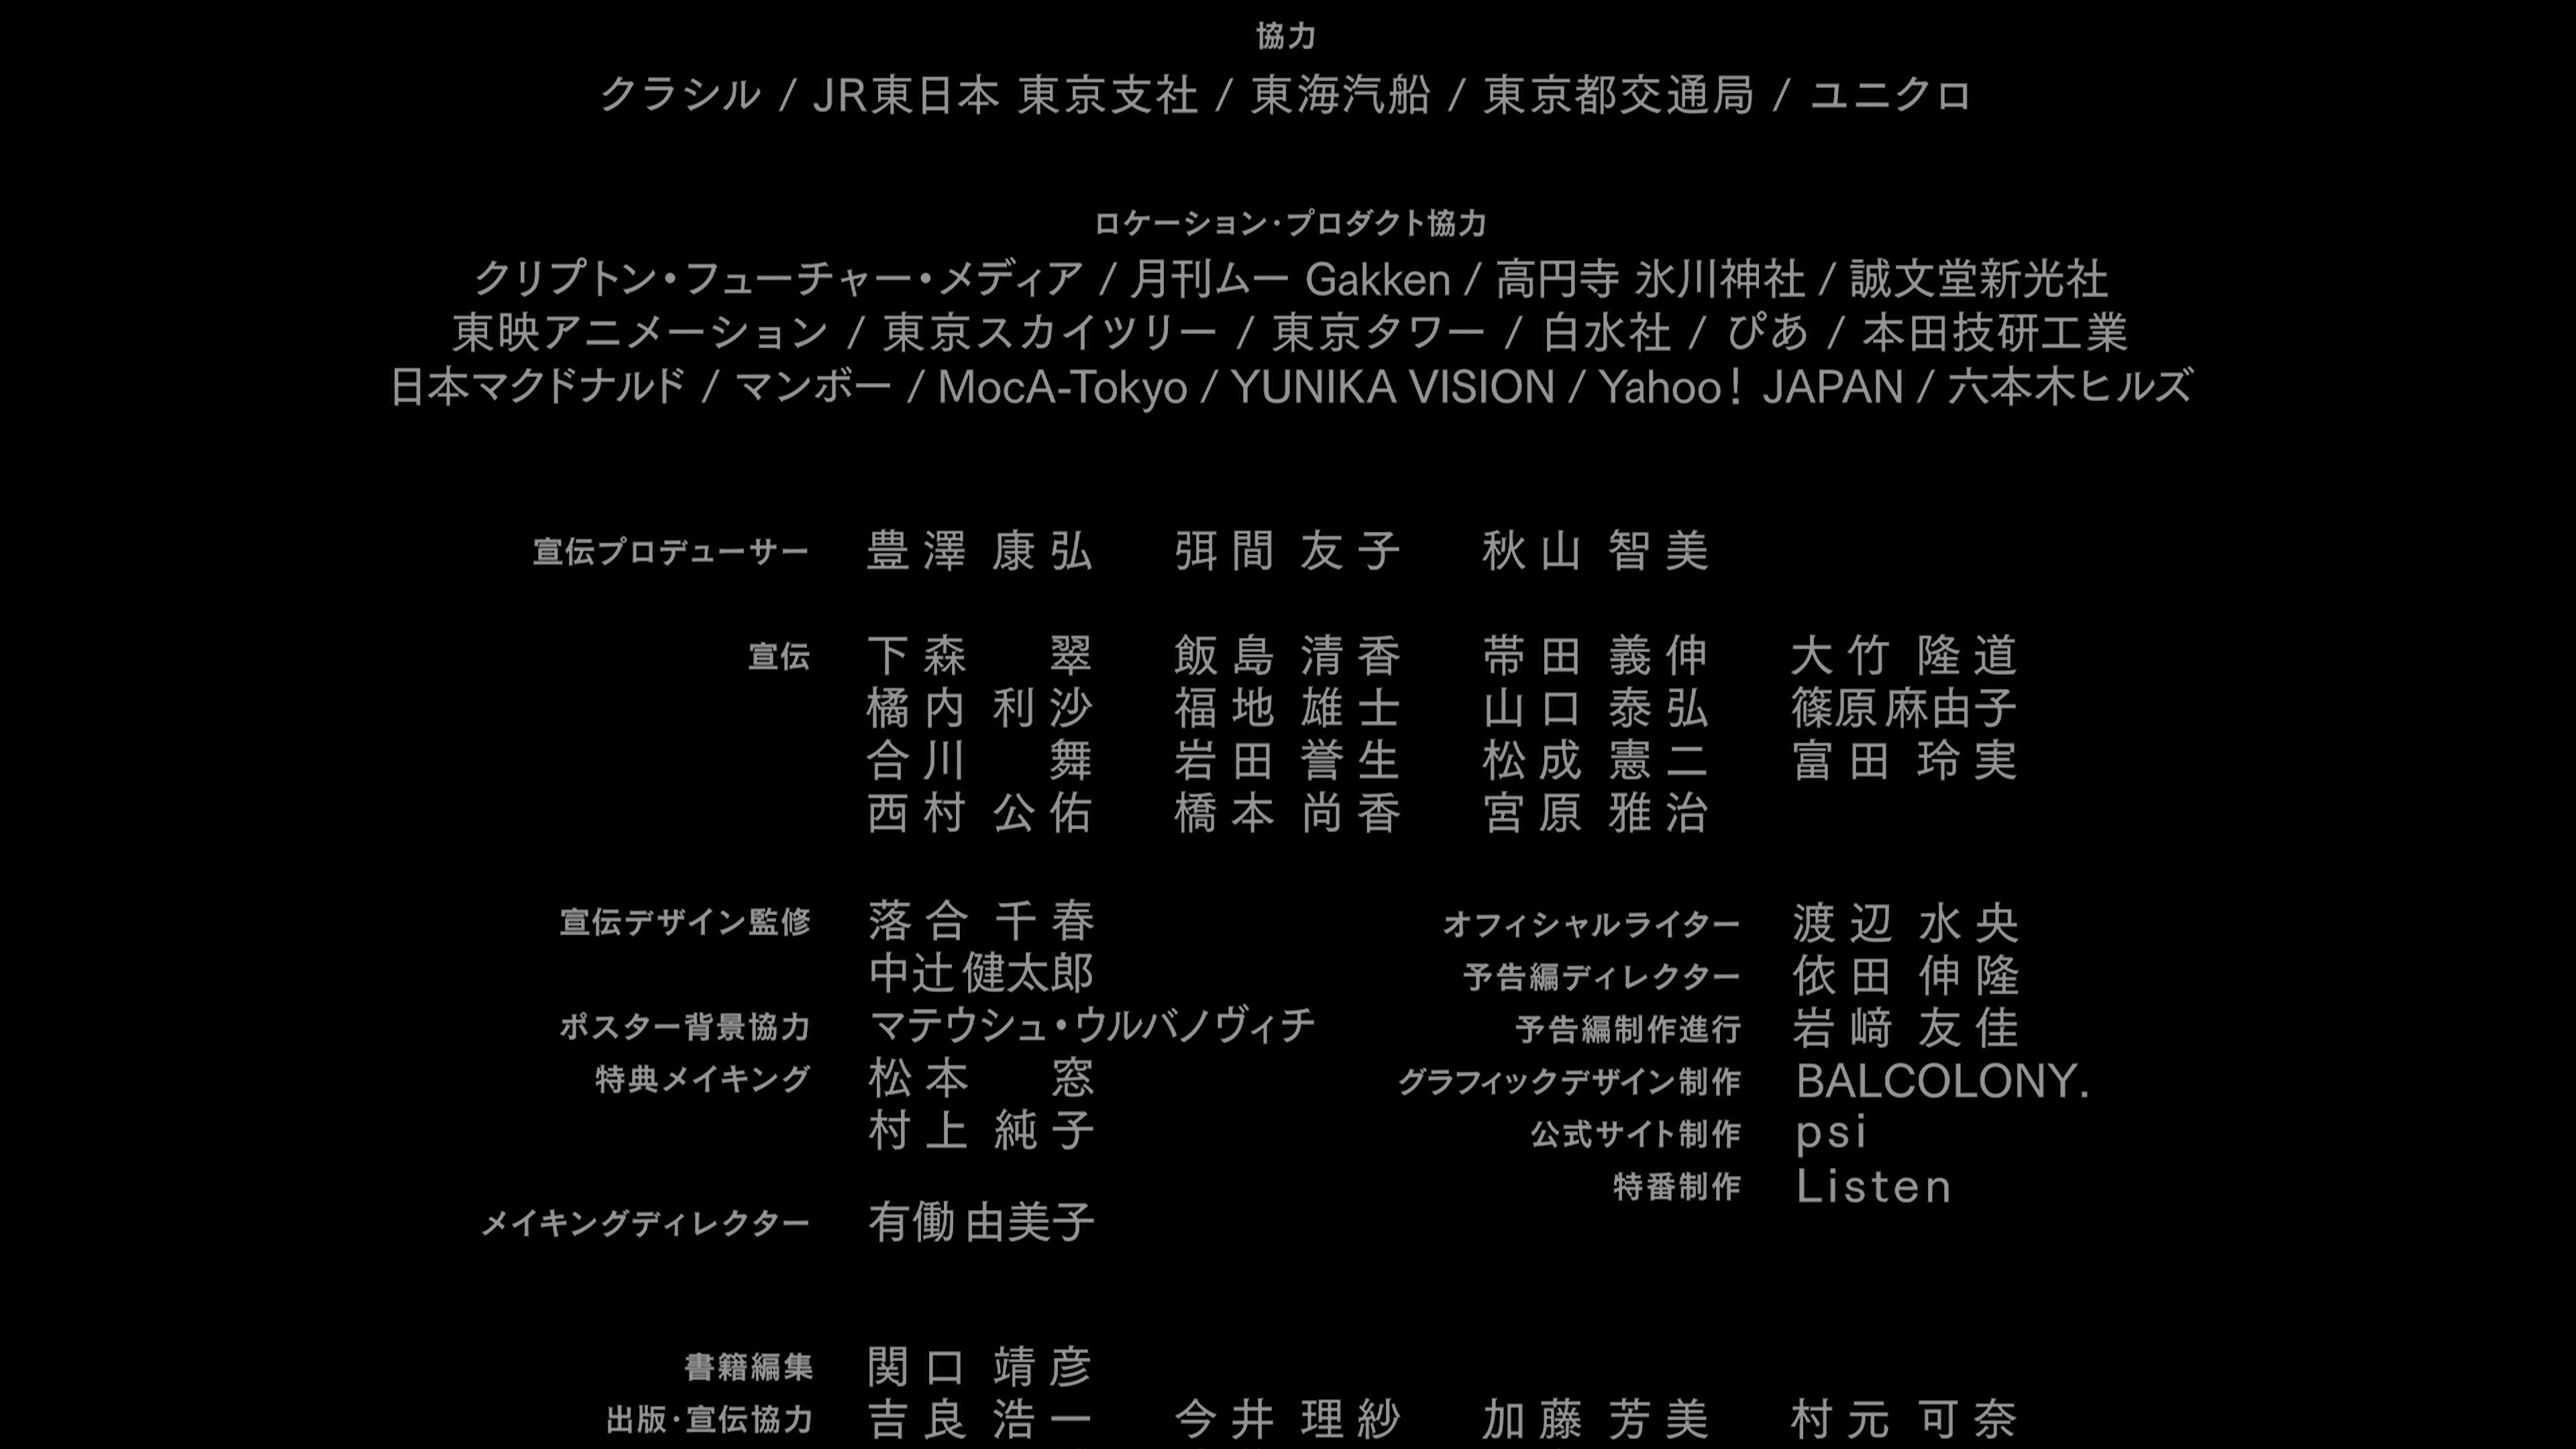 協力
クラシル / JR東日本 東京支社 / 東海汽船 / 東京都交通局 / ユニクロ
ロケーション・プロダクト協力
クリプトン・フューチャー・メディア / 月刊ムー Gakken / 高円寺 氷川神社 / 誠文堂新光社
東映アニメーション / 東京スカイツリー / 東京タワー / 白水社 / ぴあ / 本田技研工業
日本マクドナルド / マンボー / MocA-Tokyo / YUNIKA VISION / Yahoo! JAPAN / 六本木ヒルズ
宣伝プロデューサー 豊澤 康弘 弭間 友子 秋山 智美
宣伝 下森 翠 飯島 清香 帯田 義伸 大竹 隆道
橘内 利沙 福地 雄士 山口 泰弘 篠原 麻由子
合川 舞 岩田 誉生 松成 憲二 富田 玲実
西村 公佑 橋本 尚香 宮原 雅治
宣伝デザイン監修 落合 千春
中辻 健太郎
ポスター背景協力 マテウシュ・ウルバノヴィチ
特典メイキング 松本 窓
村上 純子
メイキングディレクター 有働 由美子
オフィシャルライター 渡辺 水央
予告編ディレクター 依田 伸隆
予告編制作進行 岩﨑 友佳
グラフィックデザイン制作 BALCOLONY.
公式サイト制作 psi
特番制作 Listen
書籍編集 関口 靖彦
出版・宣伝協力 吉良 浩一 今井 理紗 加藤 芳美 村元 可奈